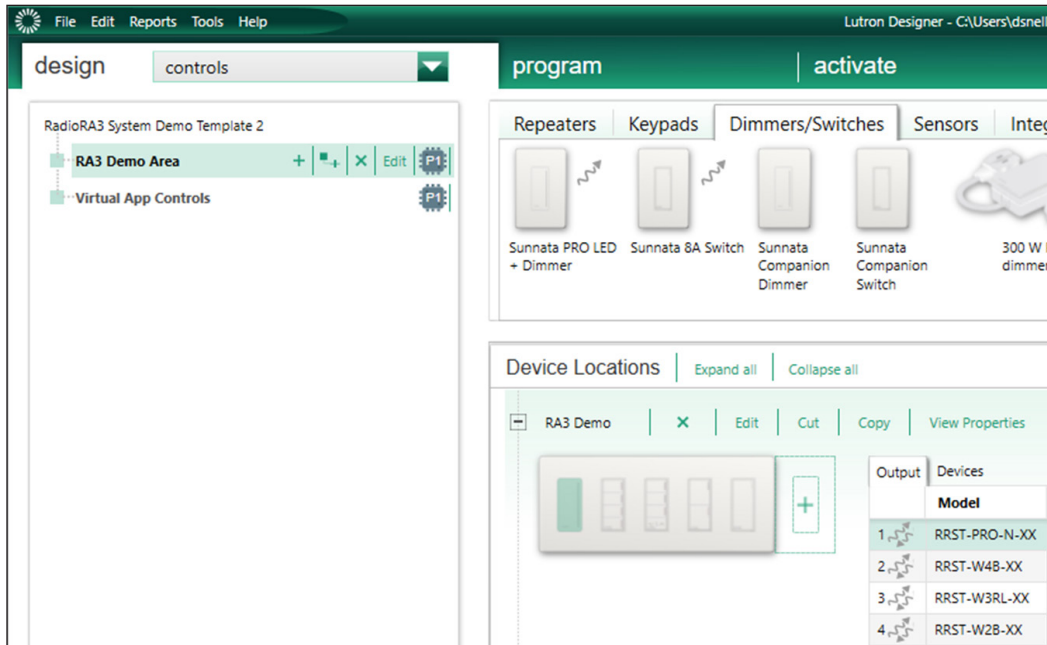 File Edit Reports Tools Help
Lutron Designer - C:\Users\dsnell
design controls program activate
RadioRA3 System Demo Template 2
RA3 Demo Area + × Edit P1
Virtual App Controls P1
Repeaters Keypads Dimmers/Switches Sensors Integ
Sunnata PRO LED
+ Dimmer
Sunnata 8A Switch
Sunnata
Companion
Dimmer
Sunnata
Companion
Switch
300 W
dimmer
Device Locations Expand all Collapse all
RA3 Demo × Edit Cut Copy View Properties
+
Output Devices
Model
1 RRST-PRO-N-XX
2 RRST-W4B-XX
3 RRST-W3RL-XX
4 RRST-W2B-XX